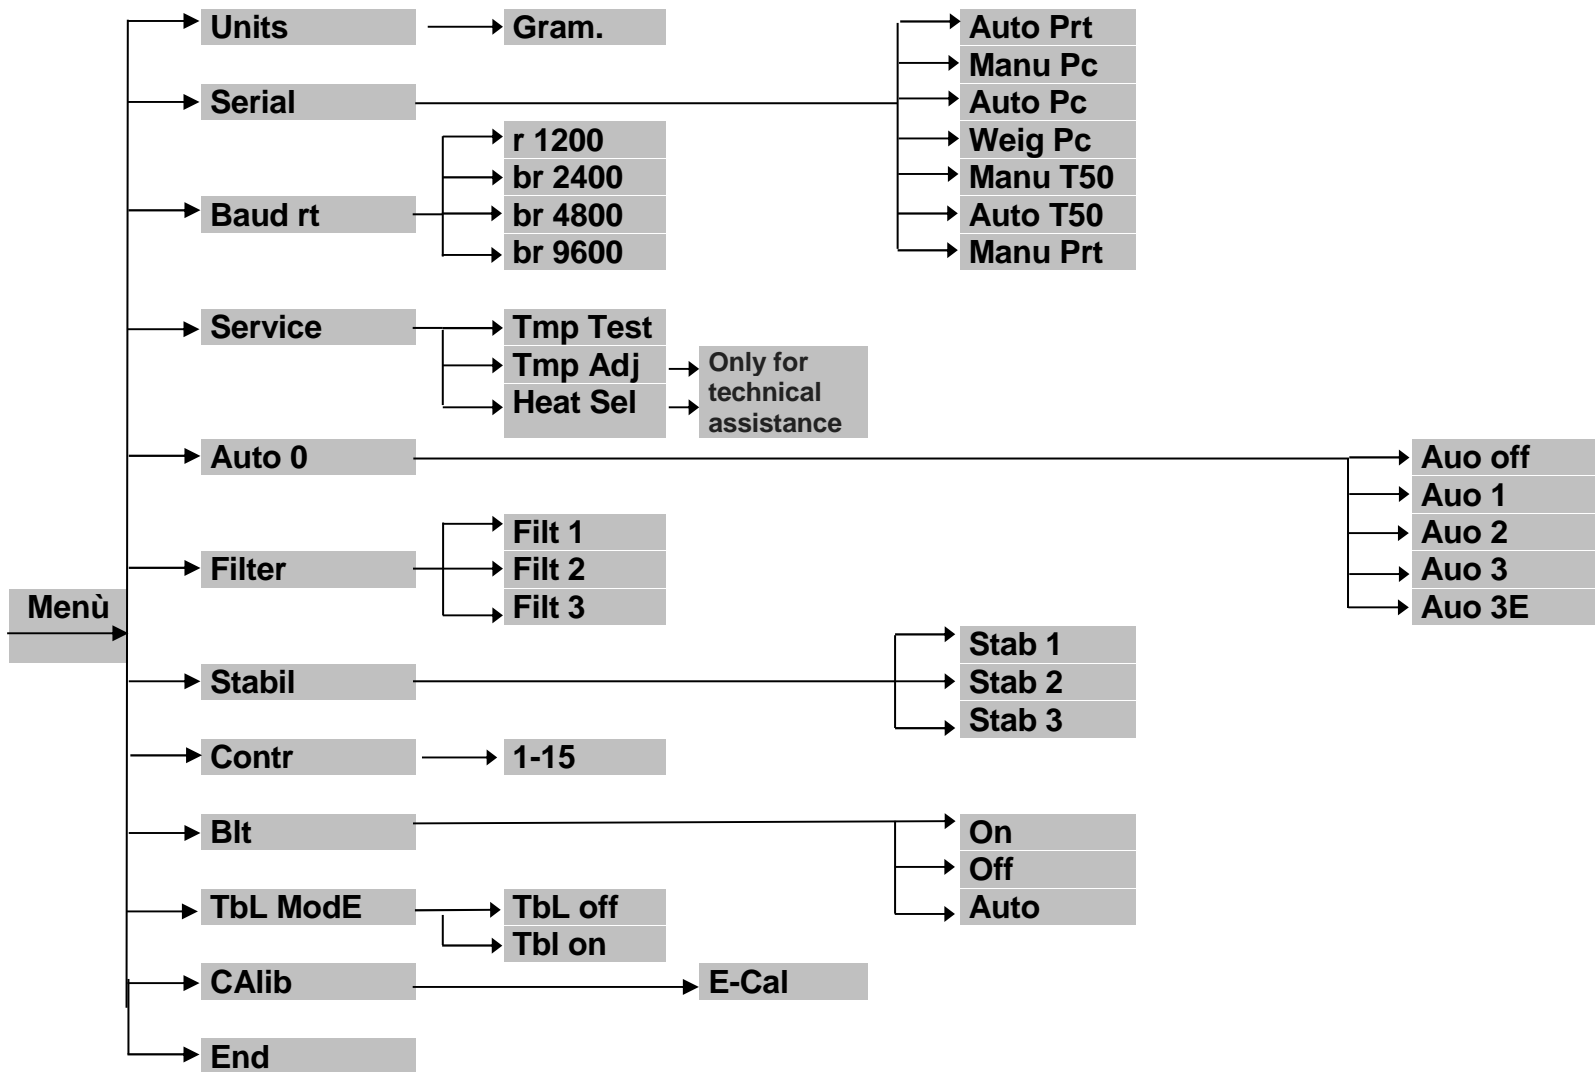 Menù
Units
Gram.
Serial
Auto Prt
Manu Pc
Auto Pc
Weig Pc
Manu T50
Auto T50
Manu Prt
Baud rt
r 1200
br 2400
br 4800
br 9600
Service
Tmp Test
Tmp Adj
Heat Sel
Only for
technical
assistance
Auto 0
Auo off
Auo 1
Auo 2
Auo 3
Auo 3E
Filter
Filt 1
Filt 2
Filt 3
Stabil
Stab 1
Stab 2
Stab 3
Contr
1-15
Blt
On
Off
Auto
TbL ModE
TbL off
Tbl on
CAlib
E-Cal
End